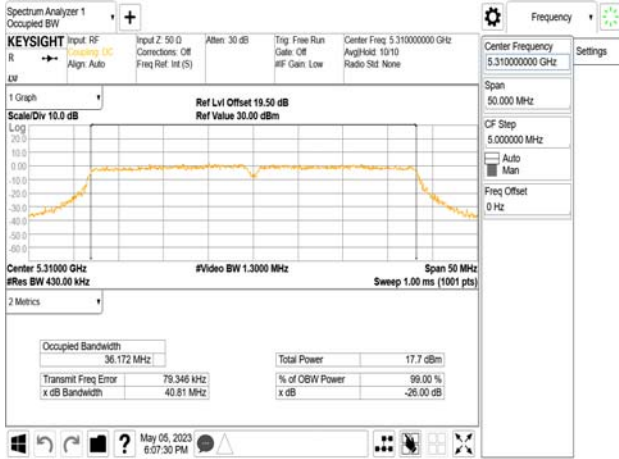 Spectrum Analyzer 1
Occupied BW
Frequency
KEYSIGHT
R
Input: RF
Coupling: DC
Align: Auto
Input Z: 50 Ω
Corrections: Off
Freq Ref: Int (S)
Atten: 30 dB
Trig: Free Run
Gate: Off
#IF Gain: Low
Center Freq: 5.310000000 GHz
Avg|Hold: 10/10
Radio Std: None
Center Frequency
5.310000000 GHz
Settings
Span
50.000 MHz
CF Step
5.000000 MHz
Auto
Man
Freq Offset
0 Hz
1 Graph
Scale/Div 10.0 dB
Ref Lvl Offset 19.50 dB
Ref Value 30.00 dBm
Log
20.0
10.0
0.00
-10.0
-20.0
-30.0
-40.0
-50.0
-60.0
Center 5.31000 GHz
#Res BW 430.00 kHz
#Video BW 1.3000 MHz
Span 50 MHz
Sweep 1.00 ms (1001 pts)
2 Metrics
Occupied Bandwidth
36.172 MHz
Transmit Freq Error 79.346 kHz
x dB Bandwidth 40.81 MHz
Total Power 17.7 dBm
% of OBW Power 99.00 %
x dB -26.00 dB
May 05, 2023
6:07:30 PM